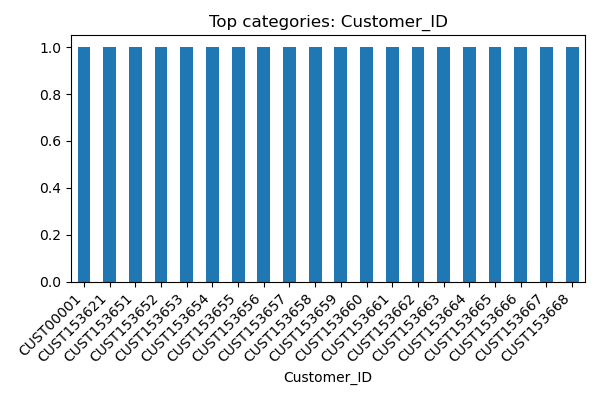 Top categories: Customer_ID
1.0
0.8
0.6
0.4
0.2
0.0
CUST00001
CUST153621
CUST153651
CUST153652
CUST153653
CUST153654
CUST153655
CUST153656
CUST153657
CUST153658
CUST153659
CUST153660
CUST153661
CUST153662
CUST153663
CUST153664
CUST153665
CUST153666
CUST153667
CUST153668
Customer_ID